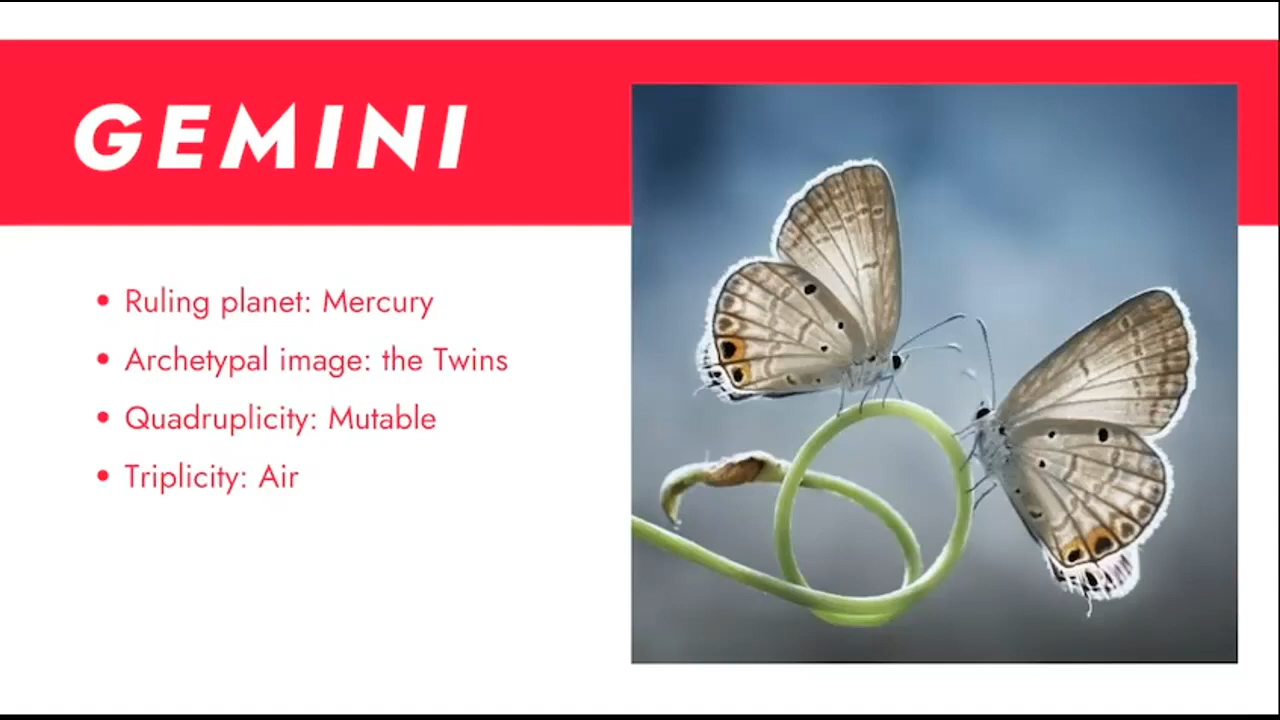 GEMINI
• Ruling planet: Mercury
• Archetypal image: the Twins
• Quadruplicity: Mutable
• Triplicity: Air